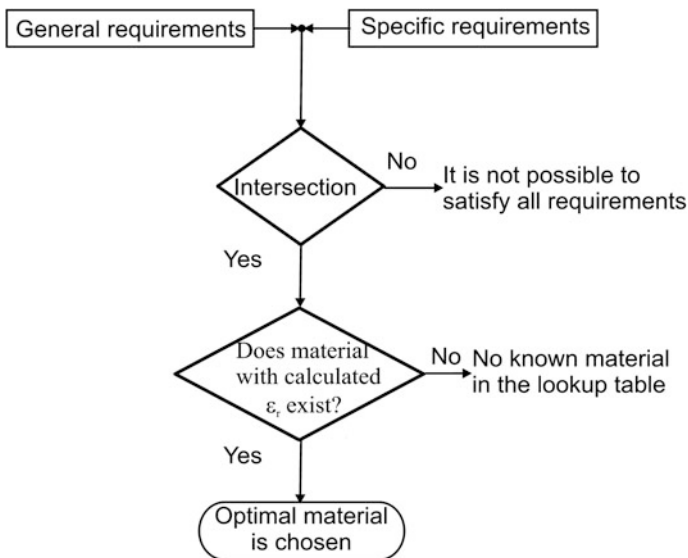 General requirements
Specific requirements
Intersection
No
It is not possible to
satisfy all requirements
Yes
Does material
with calculated
εᵣ exist?
No
No known material
in the lookup table
Yes
Optimal material
is chosen